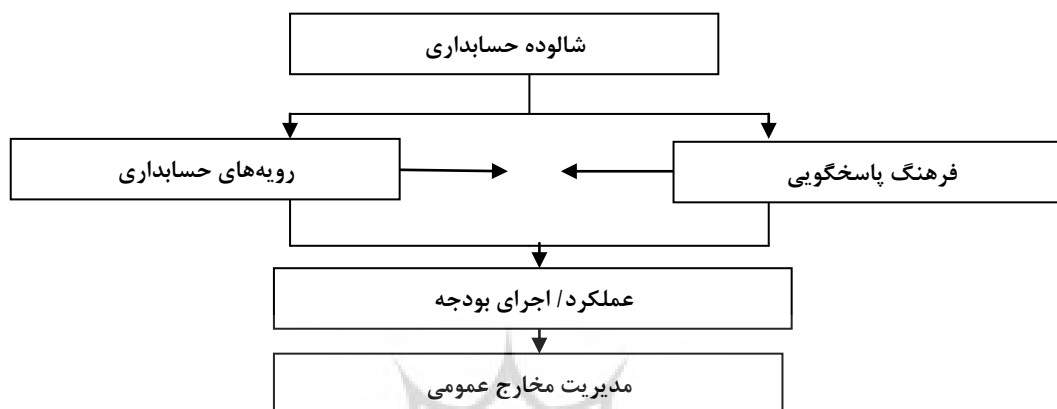 شالوده حسابداری
فرهنگ پاسخگویی
رویه‌های حسابداری
عملکرد/ اجرای بودجه
مدیریت مخارج عمومی